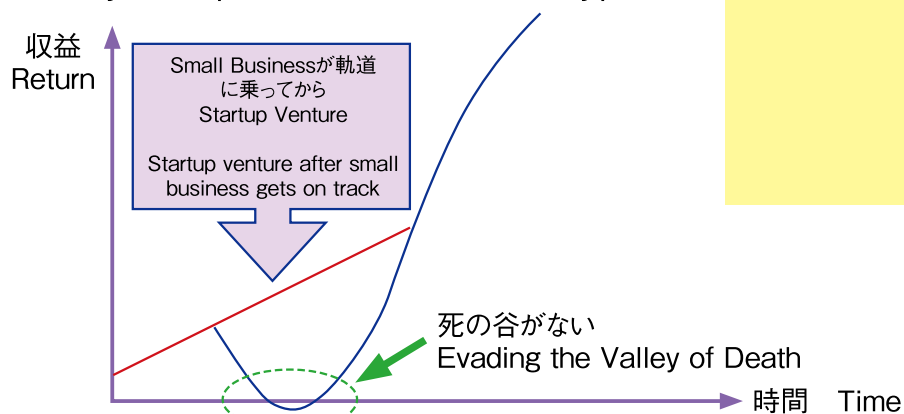 収益
Return
Small Businessが軌道
に乗ってから
Startup Venture
Startup venture after small
business gets on track
死の谷がない
Evading the Valley of Death
時間 Time